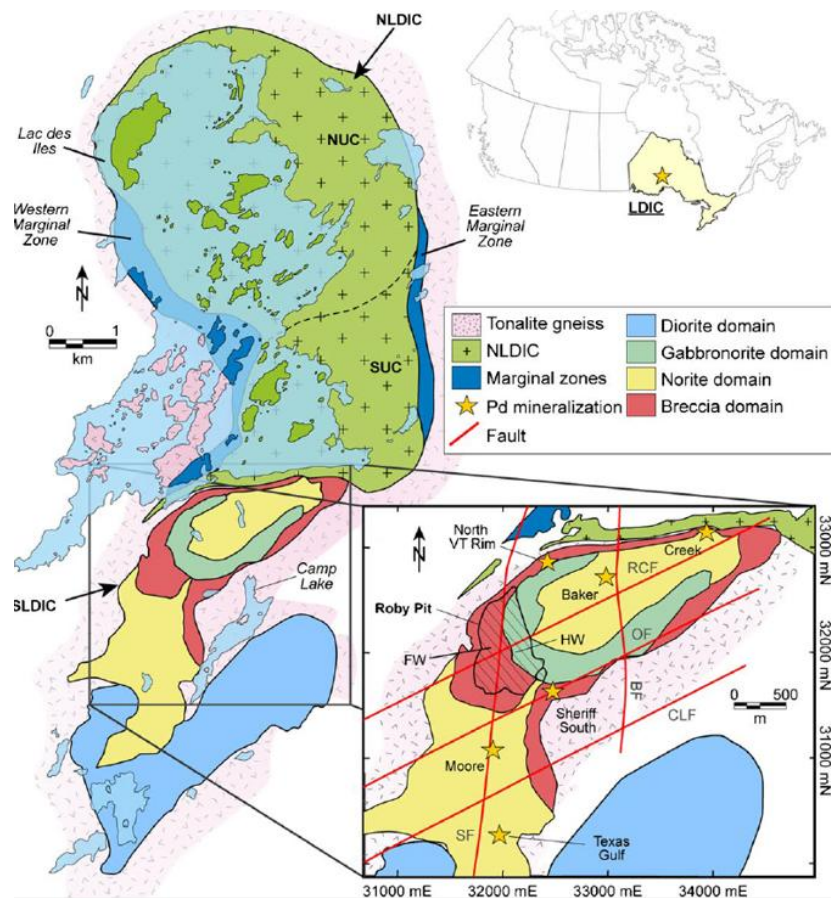 NLDIC
NUC
Lac des
Iles
Western
Marginal
Zone
Eastern
Marginal
Zone
N
0 1
km
SUC
LDIC
Tonalite gneiss
NLDIC
Marginal zones
Pd mineralization
Fault
Diorite domain
Gabbronorite domain
Norite domain
Breccia domain
Camp
Lake
SLDIC
N
North
VT Rim
Creek
RCF
Baker
Roby Pit
HW
OF
FW
BF
Sheriff
South
CLF
0 500
m
Moore
SF
Texas
Gulf
33000 mN
32000 mN
31000 mN
31000 mE
32000 mE
33000 mE
34000 mE